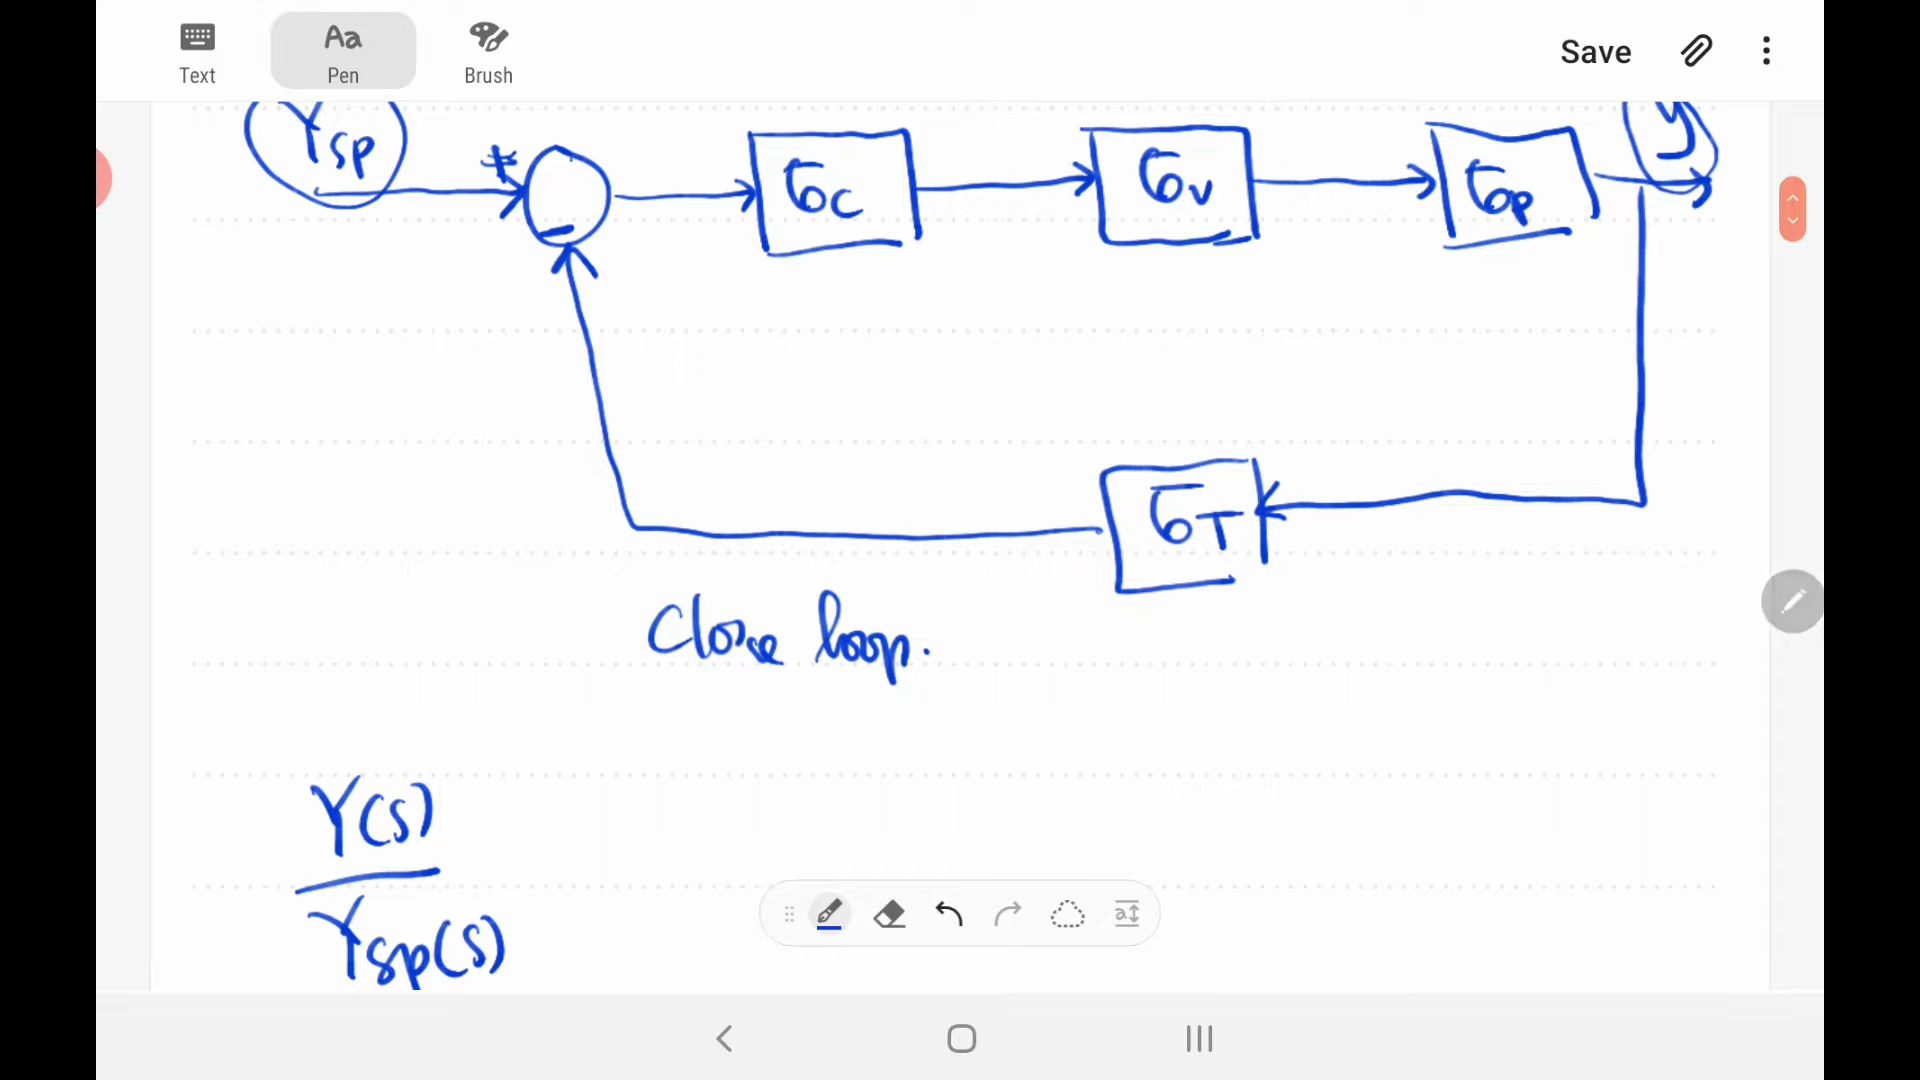 Text Pen Brush Save
Ysp y
Gc Gv Gp
GT
Close loop.
Y(s)
Ysp(s)